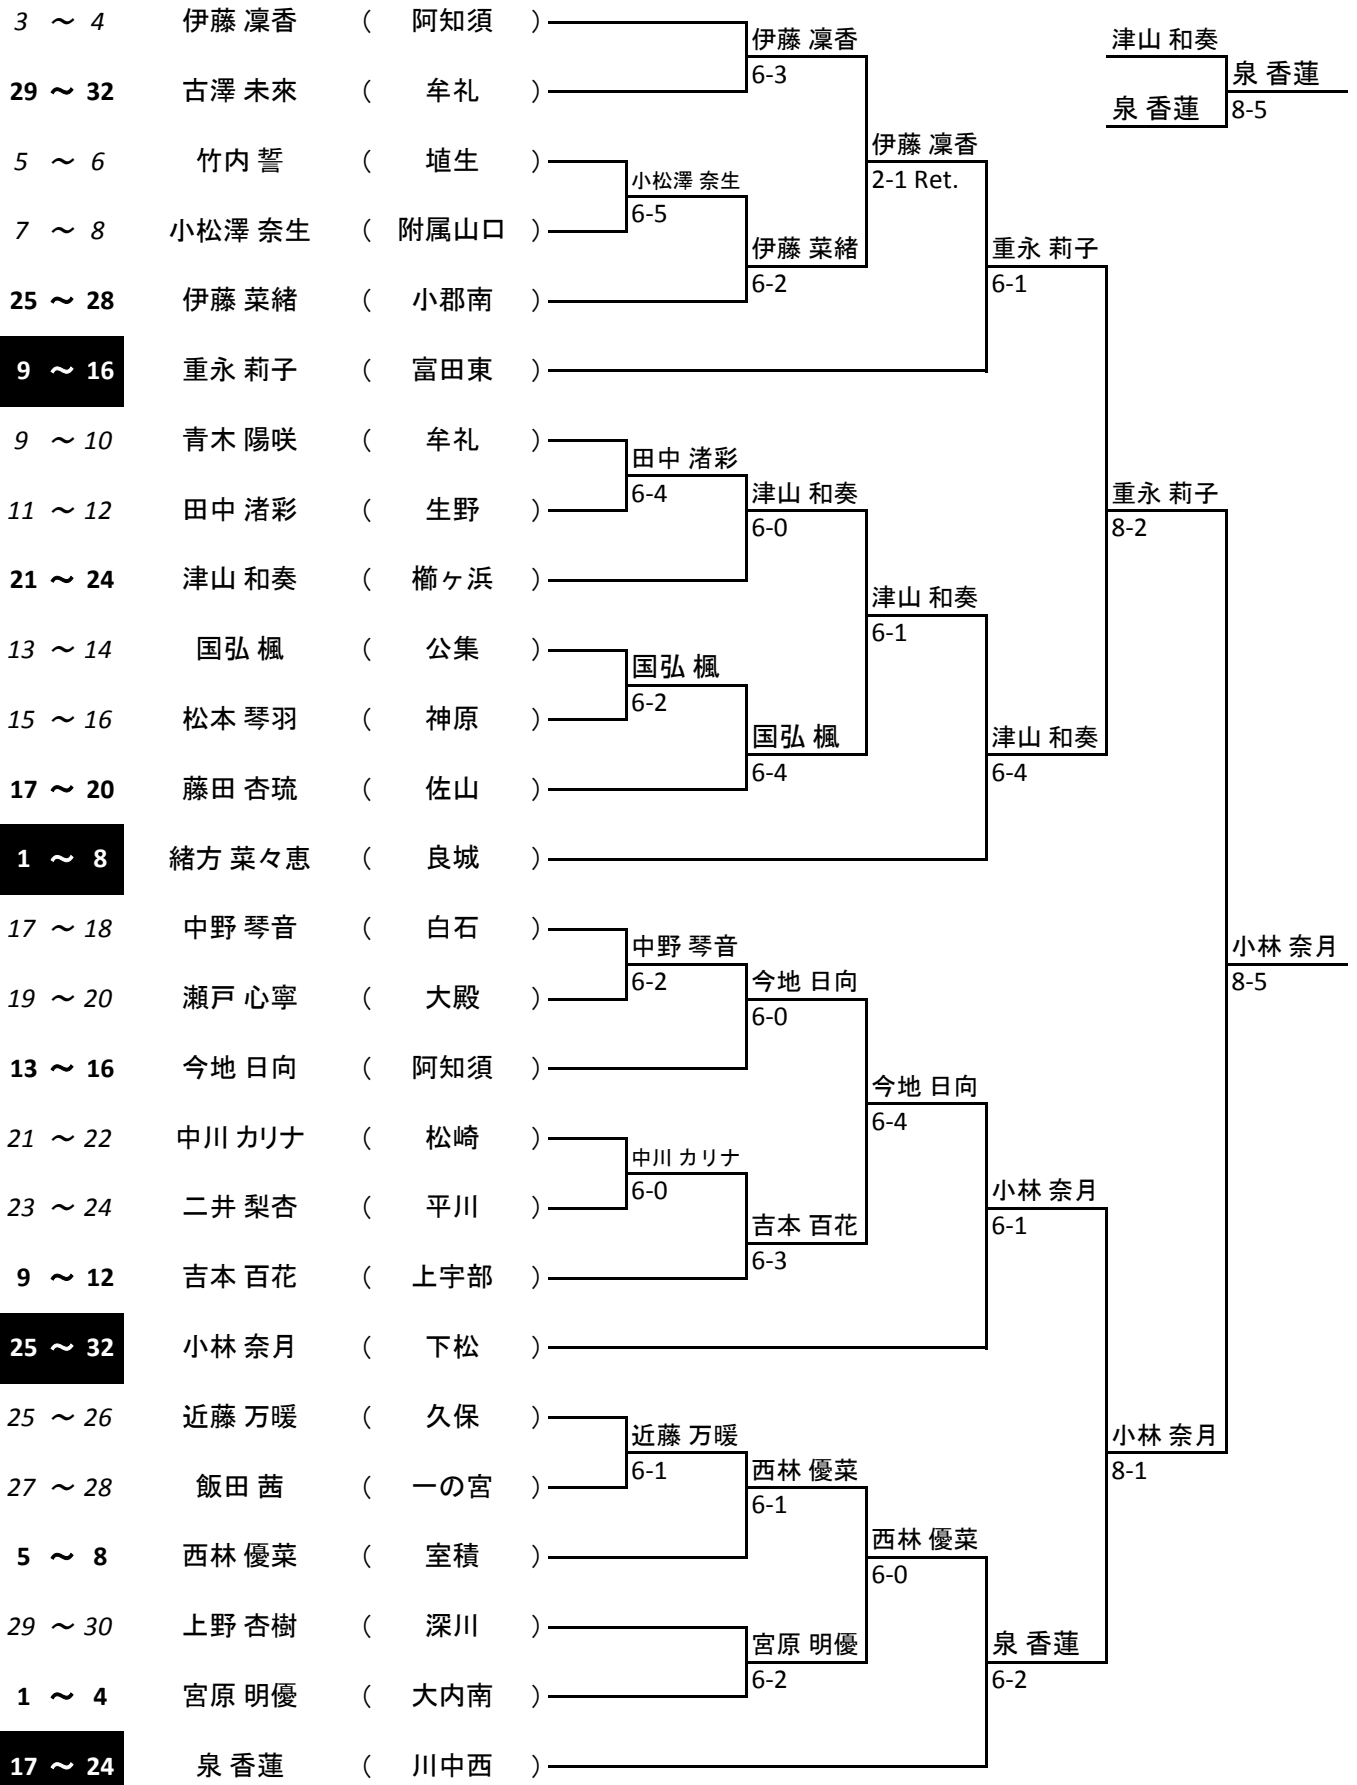 3 ～ 4 伊藤 凜香 ( 阿知須 )
伊藤 凜香
6-3
津山 和奏
泉 香蓮
泉 香蓮
8-5
29 ～ 32 古澤 未來 ( 牟礼 )
伊藤 凜香
2-1 Ret.
5 ～ 6 竹内 誓 ( 埴生 )
小松澤 奈生
6-5
7 ～ 8 小松澤 奈生 ( 附属山口 )
伊藤 菜緒
6-2
重永 莉子
6-1
25 ～ 28 伊藤 菜緒 ( 小郡南 )
9 ～ 16 重永 莉子 ( 富田東 )
9 ～ 10 青木 陽咲 ( 牟礼 )
田中 渚彩
6-4
津山 和奏
6-0
重永 莉子
8-2
11 ～ 12 田中 渚彩 ( 生野 )
21 ～ 24 津山 和奏 ( 櫛ヶ浜 )
津山 和奏
6-1
13 ～ 14 国弘 楓 ( 公集 )
国弘 楓
6-2
15 ～ 16 松本 琴羽 ( 神原 )
国弘 楓
6-4
津山 和奏
6-4
17 ～ 20 藤田 杏琉 ( 佐山 )
1 ～ 8 緒方 菜々恵 ( 良城 )
17 ～ 18 中野 琴音 ( 白石 )
中野 琴音
6-2
小林 奈月
8-5
今地 日向
6-0
19 ～ 20 瀬戸 心寧 ( 大殿 )
13 ～ 16 今地 日向 ( 阿知須 )
今地 日向
6-4
21 ～ 22 中川 カリナ ( 松崎 )
中川 カリナ
6-0
小林 奈月
6-1
23 ～ 24 二井 梨杏 ( 平川 )
吉本 百花
6-3
9 ～ 12 吉本 百花 ( 上宇部 )
25 ～ 32 小林 奈月 ( 下松 )
25 ～ 26 近藤 万暖 ( 久保 )
近藤 万暖
6-1
小林 奈月
8-1
西林 優菜
6-1
27 ～ 28 飯田 茜 ( 一の宮 )
5 ～ 8 西林 優菜 ( 室積 )
西林 優菜
6-0
29 ～ 30 上野 杏樹 ( 深川 )
宮原 明優
6-2
泉 香蓮
6-2
1 ～ 4 宮原 明優 ( 大内南 )
17 ～ 24 泉 香蓮 ( 川中西 )